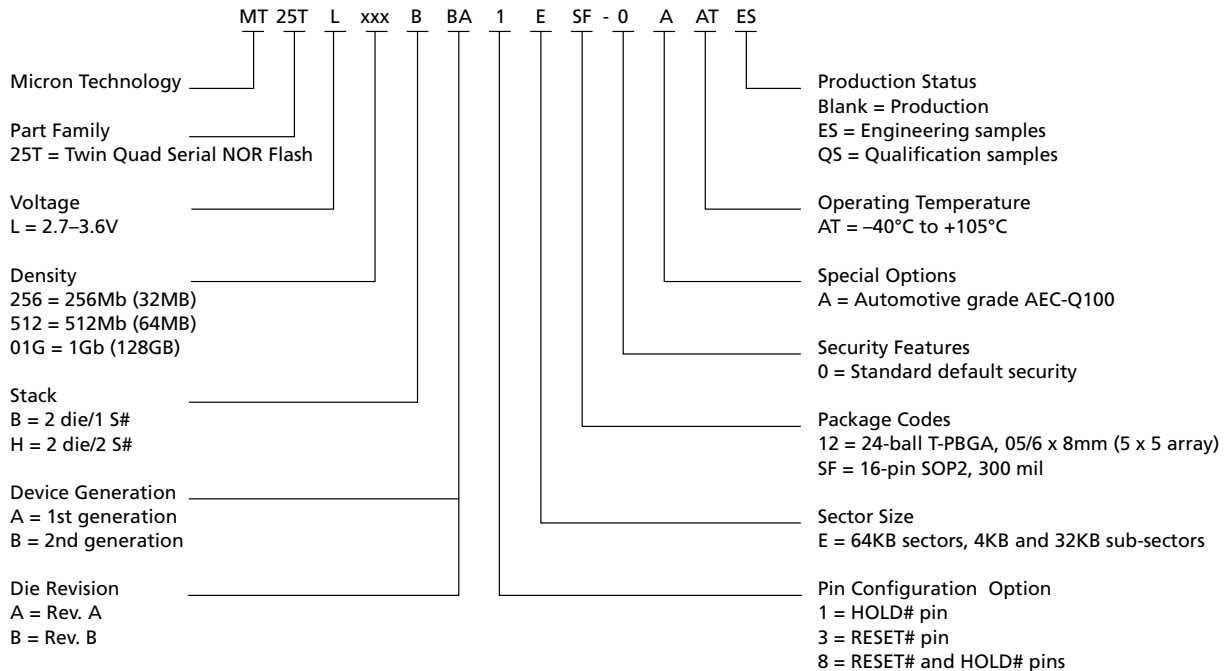 MT 25T L xxx B BA 1 E SF - 0 A AT ES
Micron Technology
Part Family
25T = Twin Quad Serial NOR Flash
Voltage
L = 2.7–3.6V
Density
256 = 256Mb (32MB)
512 = 512Mb (64MB)
01G = 1Gb (128GB)
Stack
B = 2 die/1 S#
H = 2 die/2 S#
Device Generation
A = 1st generation
B = 2nd generation
Die Revision
A = Rev. A
B = Rev. B
Production Status
Blank = Production
ES = Engineering samples
QS = Qualification samples
Operating Temperature
AT = –40°C to +105°C
Special Options
A = Automotive grade AEC-Q100
Security Features
0 = Standard default security
Package Codes
12 = 24-ball T-PBGA, 05/6 x 8mm (5 x 5 array)
SF = 16-pin SOP2, 300 mil
Sector Size
E = 64KB sectors, 4KB and 32KB sub-sectors
Pin Configuration Option
1 = HOLD# pin
3 = RESET# pin
8 = RESET# and HOLD# pins